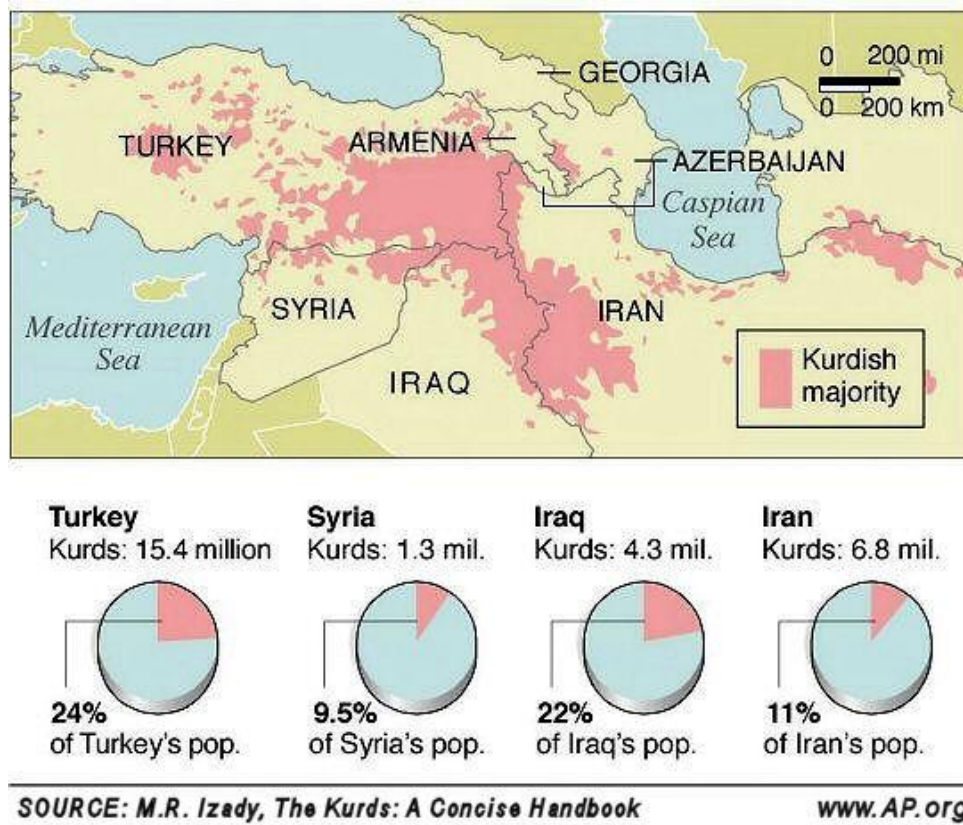 GEORGIA
0 200 mi
0 200 km
TURKEY
ARMENIA
AZERBAIJAN
Caspian
Sea
SYRIA
IRAN
Mediterranean
Sea
IRAQ
Kurdish
majority
Turkey
Kurds: 15.4 million
24%
of Turkey's pop.
Syria
Kurds: 1.3 mil.
9.5%
of Syria's pop.
Iraq
Kurds: 4.3 mil.
22%
of Iraq's pop.
Iran
Kurds: 6.8 mil.
11%
of Iran's pop.
SOURCE: M.R. Izady, The Kurds: A Concise Handbook
www.AP.org